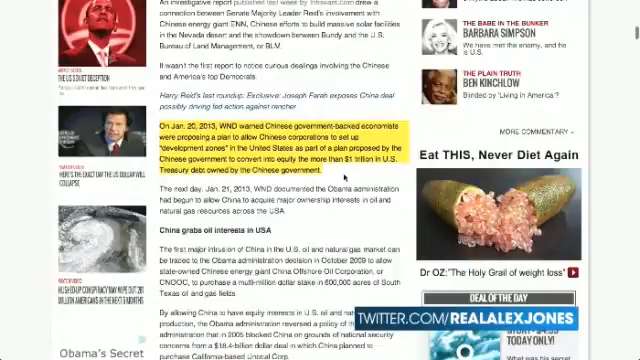 An investigative report published last week by Infowars.com drew a
connection between Senate Majority Leader Reid's involvement with
Chinese energy giant ENN, Chinese efforts to build massive solar facilities
in the Nevada desert and the showdown between Bundy and the U.S.
Bureau of Land Management, or BLM.
It wasn't the first report to notice curious dealings involving the Chinese
and America's top Democrats.
Harry Reid's last roundup: Exclusive: Joseph Farah exposes China deal
possibly driving fed action against rancher
On Jan. 20, 2013, WND warned Chinese government-backed economists
were proposing a plan to allow Chinese corporations to set up
"development zones" in the United States as part of a plan proposed by the
Chinese government to convert into equity the more than $1 trillion in U.S.
Treasury debt owned by the Chinese government.
The next day, Jan. 21, 2013, WND documented the Obama administration
had begun to allow China to acquire major ownership interests in oil and
natural gas resources across the USA.
China grabs oil interests in USA
The first major intrusion of China in the U.S. oil and natural gas market can
be traced to the Obama administration decision in October 2009 to allow
state-owned Chinese energy giant China Offshore Oil Corporation, or
CNOOC, to purchase a multi-million dollar stake in 600,000 acres of South
Texas oil and gas fields
By allowing China to have equity interests in U.S. oil and natu
production, the Obama administration reversed a policy of th
administration that in 2005 blocked China on grounds of national security
concerns from a $18.4-billion dollar deal in which China planned to
purchase California-based Unocal Corp.
THE US SOVIET DECEPTION
HERE'S THE EXACT DAY THE US DOLLAR WILL
COLLAPSE
HUSHED-UP CONSPIRACY MAY WIPE OUT 281
MILLION AMERICANS IN THE NEXT 5 MONTHS
Obama's Secret
THE BABE IN THE BUNKER
BARBARA SIMPSON
We have met the enemy, and he
is U.S.
THE PLAIN TRUTH
BEN KINCHLOW
Blinded by 'Living in America'?
MORE COMMENTARY
Eat THIS, Never Diet Again
Dr OZ:"The Holy Grail of weight loss"
DEAL OF THE DAY
TODAY ONLY!
TWITTER.COM/REALALEXJONES